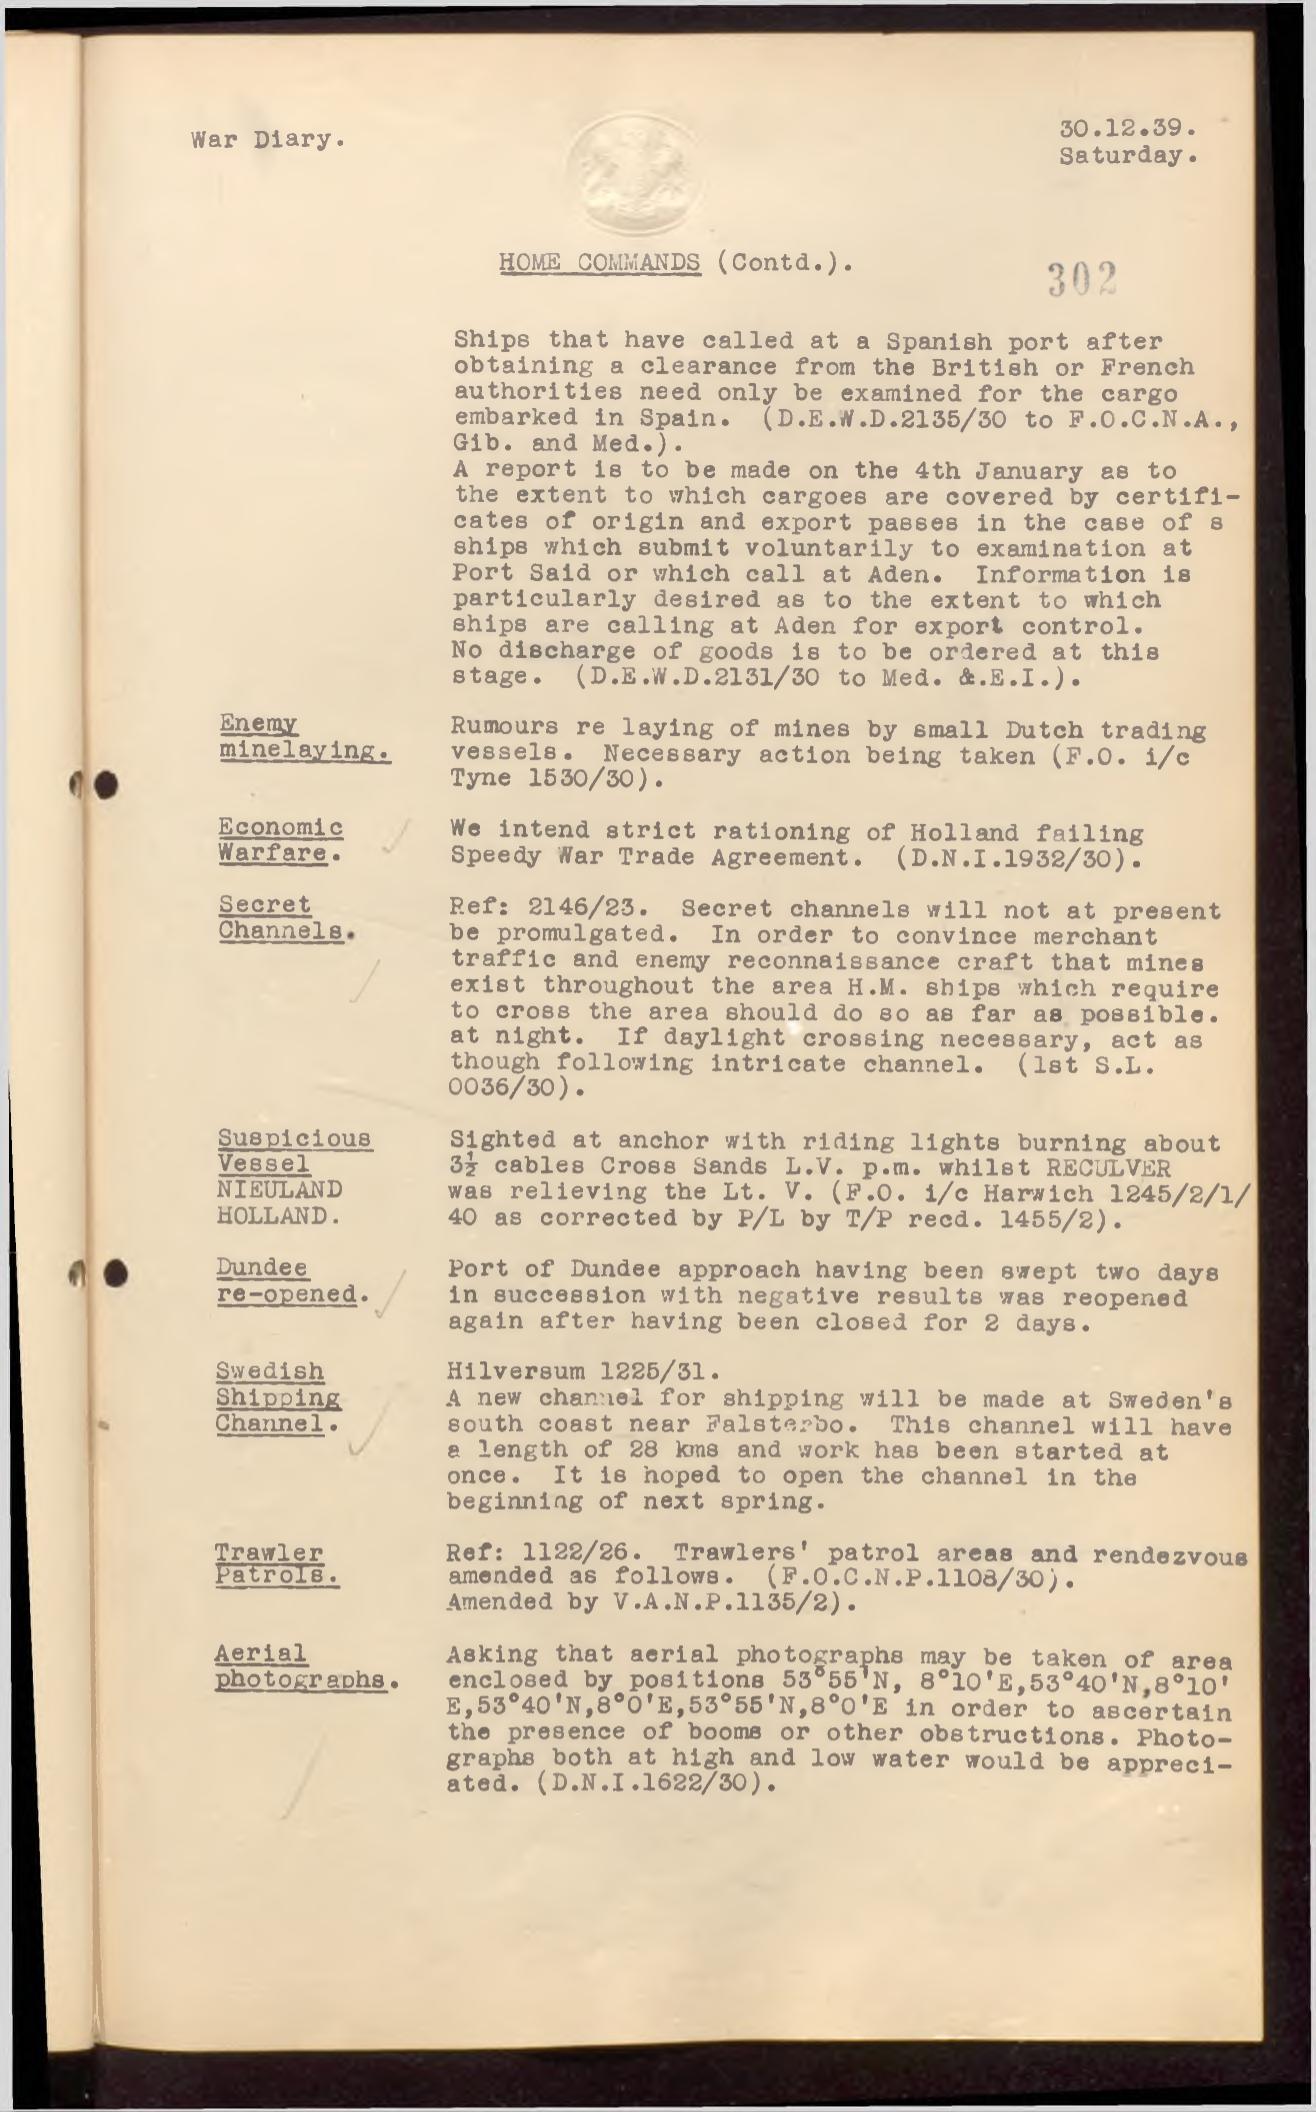 War Diary.
30.12.39.
Saturday.
HOME COMMANDS (Contd.).
302
Ships that have called at a Spanish port after
obtaining a clearance from the British or French
authorities need only be examined for the cargo
embarked in Spain. (D.E.W.D.2135/30 to F.O.C.N.A.,
Gib. and Med.).
A report is to be made on the 4th January as to
the extent to which cargoes are covered by certifi-
cates of origin and export passes in the case of s
ships which submit voluntarily to examination at
Port Said or which call at Aden. Information is
particularly desired as to the extent to which
ships are calling at Aden for export control.
No discharge of goods is to be ordered at this
stage. (D.E.W.D.2131/30 to Med. &.E.I.).
Enemy
minelaying.
Rumours re laying of mines by small Dutch trading
vessels. Necessary action being taken (F.O. i/c
Tyne 1530/30).
Economic
Warfare.
We intend strict rationing of Holland failing
Speedy War Trade Agreement. (D.N.I.1932/30).
Secret
Channels.
Ref: 2146/23. Secret channels will not at present
be promulgated. In order to convince merchant
traffic and enemy reconnaissance craft that mines
exist throughout the area H.M. ships which require
to cross the area should do so as far as possible.
at night. If daylight crossing necessary, act as
though following intricate channel. (1st S.L.
0036/30).
Suspicious
Vessel
NIEULAND
HOLLAND.
Sighted at anchor with riding lights burning about
3½ cables Cross Sands L.V. p.m. whilst RECULVER
was relieving the Lt. V. (F.O. i/c Harwich 1245/2/1/
40 as corrected by P/L by T/P recd. 1455/2).
Dundee
re-opened.
Port of Dundee approach having been swept two days
in succession with negative results was reopened
again after having been closed for 2 days.
Swedish
Shipping
Channel.
Hilversum 1225/31.
A new channel for shipping will be made at Sweden's
south coast near Falsterbo. This channel will have
a length of 28 kms and work has been started at
once. It is hoped to open the channel in the
beginning of next spring.
Trawler
Patrols.
Ref: 1122/26. Trawlers' patrol areas and rendezvous
amended as follows. (F.O.C.N.P.1108/30).
Amended by V.A.N.P.1135/2).
Aerial
photographs.
Asking that aerial photographs may be taken of area
enclosed by positions 53°55'N, 8°10'E,53°40'N,8°10'
E,53°40'N,8°0'E,53°55'N,8°0'E in order to ascertain
the presence of booms or other obstructions. Photo-
graphs both at high and low water would be appreci-
ated. (D.N.I.1622/30).